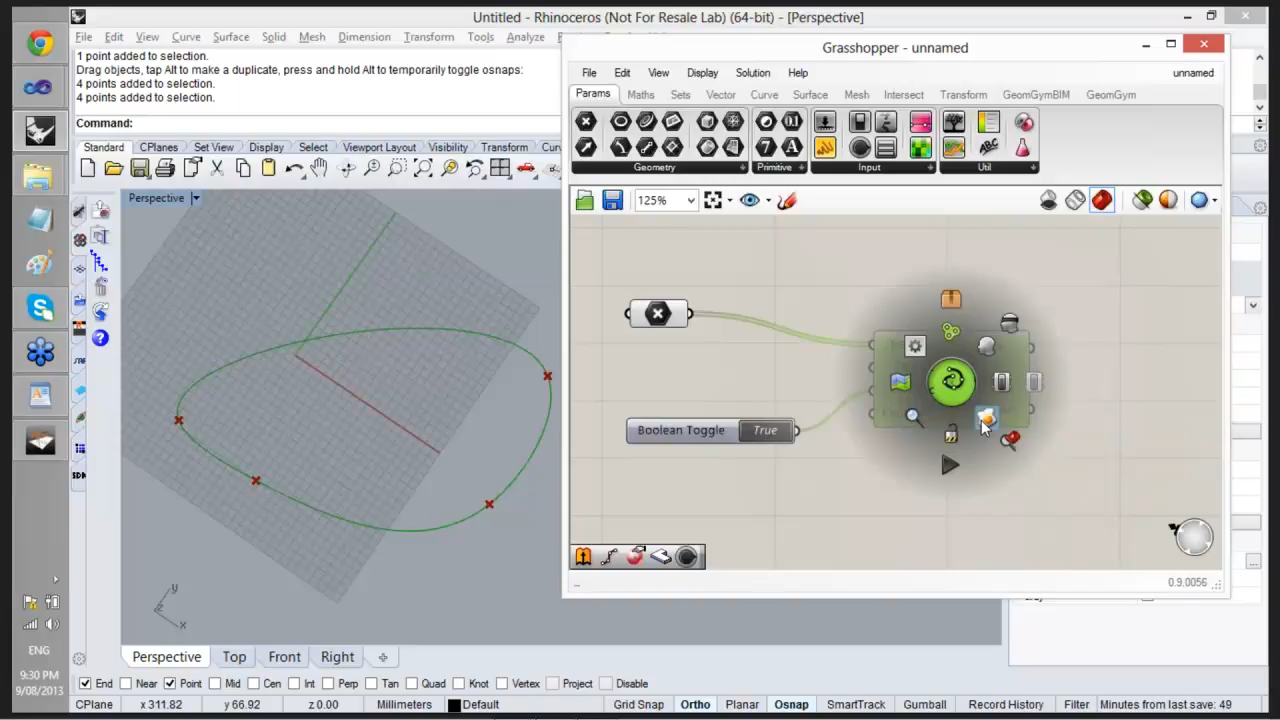 Untitled - Rhinoceros (Not For Resale Lab) (64-bit) - [Perspective]
File Edit View Curve Surface Solid Mesh Dimension Transform Tools Analyze
1 point added to selection.
Drag objects, tap Alt to make a duplicate, press and hold Alt to temporarily toggle osnaps:
4 points added to selection.
4 points added to selection.
Command:
Standard CPlanes Set View Display Select Viewport Layout Visibility Transform
Perspective
Grasshopper - unnamed
File Edit View Display Solution Help unnamed
Params Maths Sets Vector Curve Surface Mesh Intersect Transform GeomGymBIM GeomGym
Geometry Primitive Input Util
125%
Boolean Toggle True
0.9.0056
y
z
x
Perspective Top Front Right
End Near Point Mid Cen Int Perp Tan Quad Knot Vertex Project Disable
CPlane x 311.82 y 66.92 z 0.00 Millimeters Default Grid Snap Ortho Planar Osnap SmartTrack Gumball Record History Filter Minutes from last save: 49
ENG
9:30 PM
9/08/2013